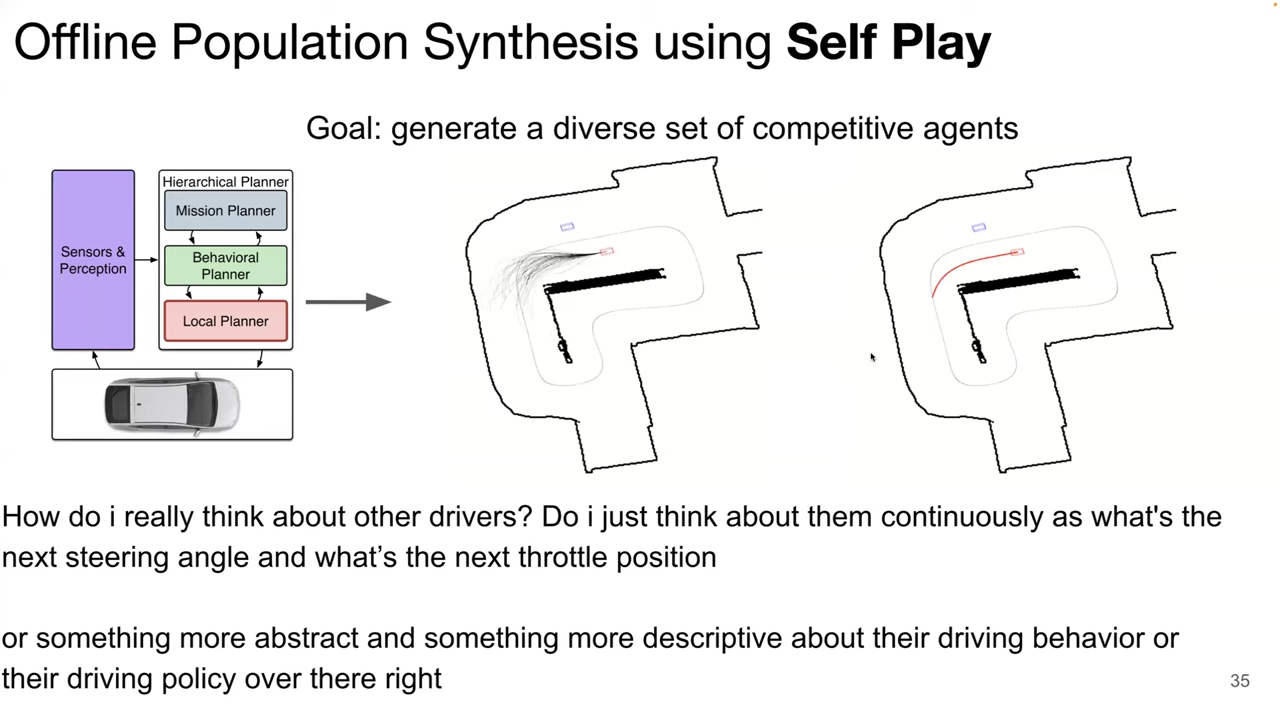 Offline Population Synthesis using Self Play
Goal: generate a diverse set of competitive agents
Hierarchical Planner
Mission Planner
Sensors &
Perception
Behavioral
Planner
Local Planner
How do i really think about other drivers? Do i just think about them continuously as what's the
next steering angle and what’s the next throttle position
or something more abstract and something more descriptive about their driving behavior or
their driving policy over there right
35